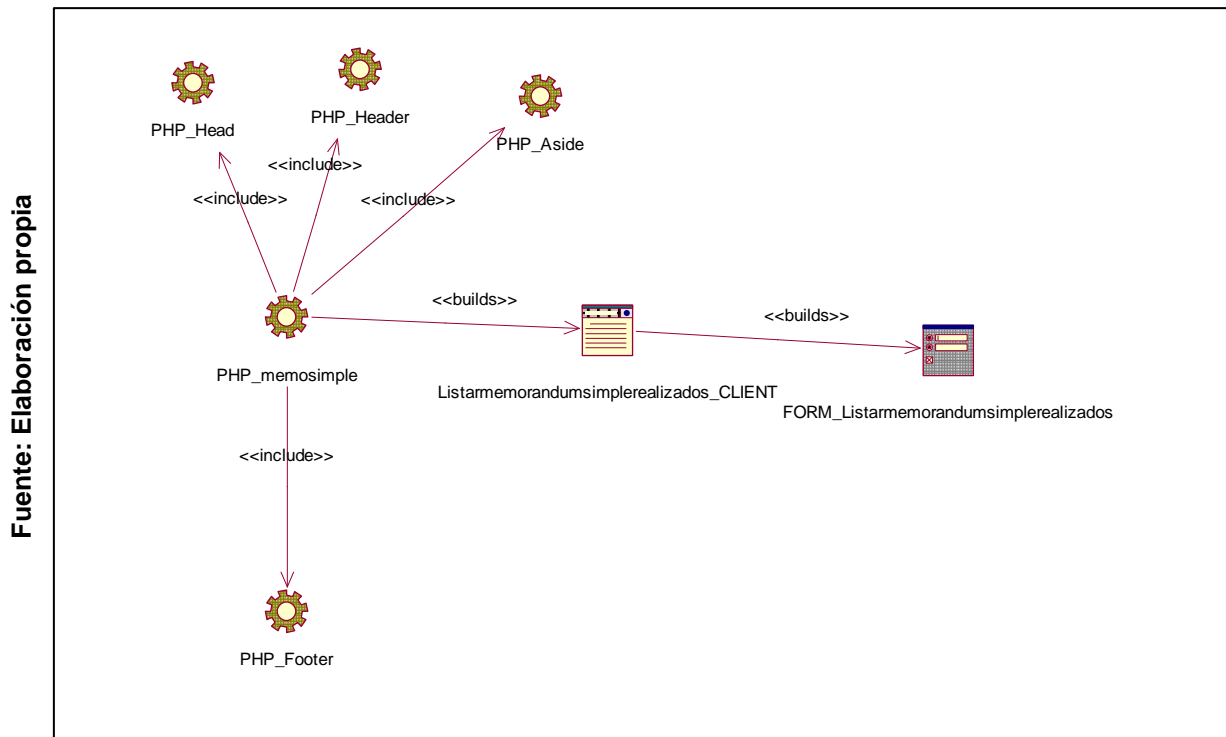 Fuente: Elaboración propia
PHP_Head
PHP_Header
PHP_Aside
<<include>>
<<include>>
<<include>>
<<builds>>
<<builds>>
PHP_memosimple
Listarmemorandumsimplerealizados_CLIENT
FORM_Listarmemorandumsimplerealizados
<<include>>
PHP_Footer